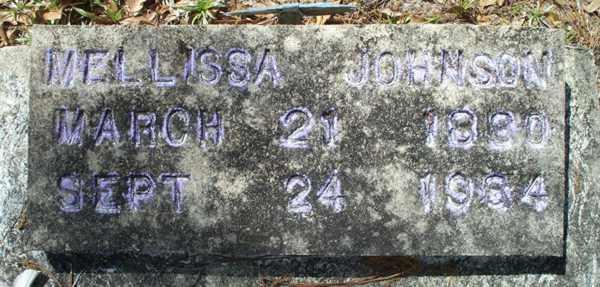 MELLISSA JOHNSON
MARCH 21 1880
SEPT 24 1964